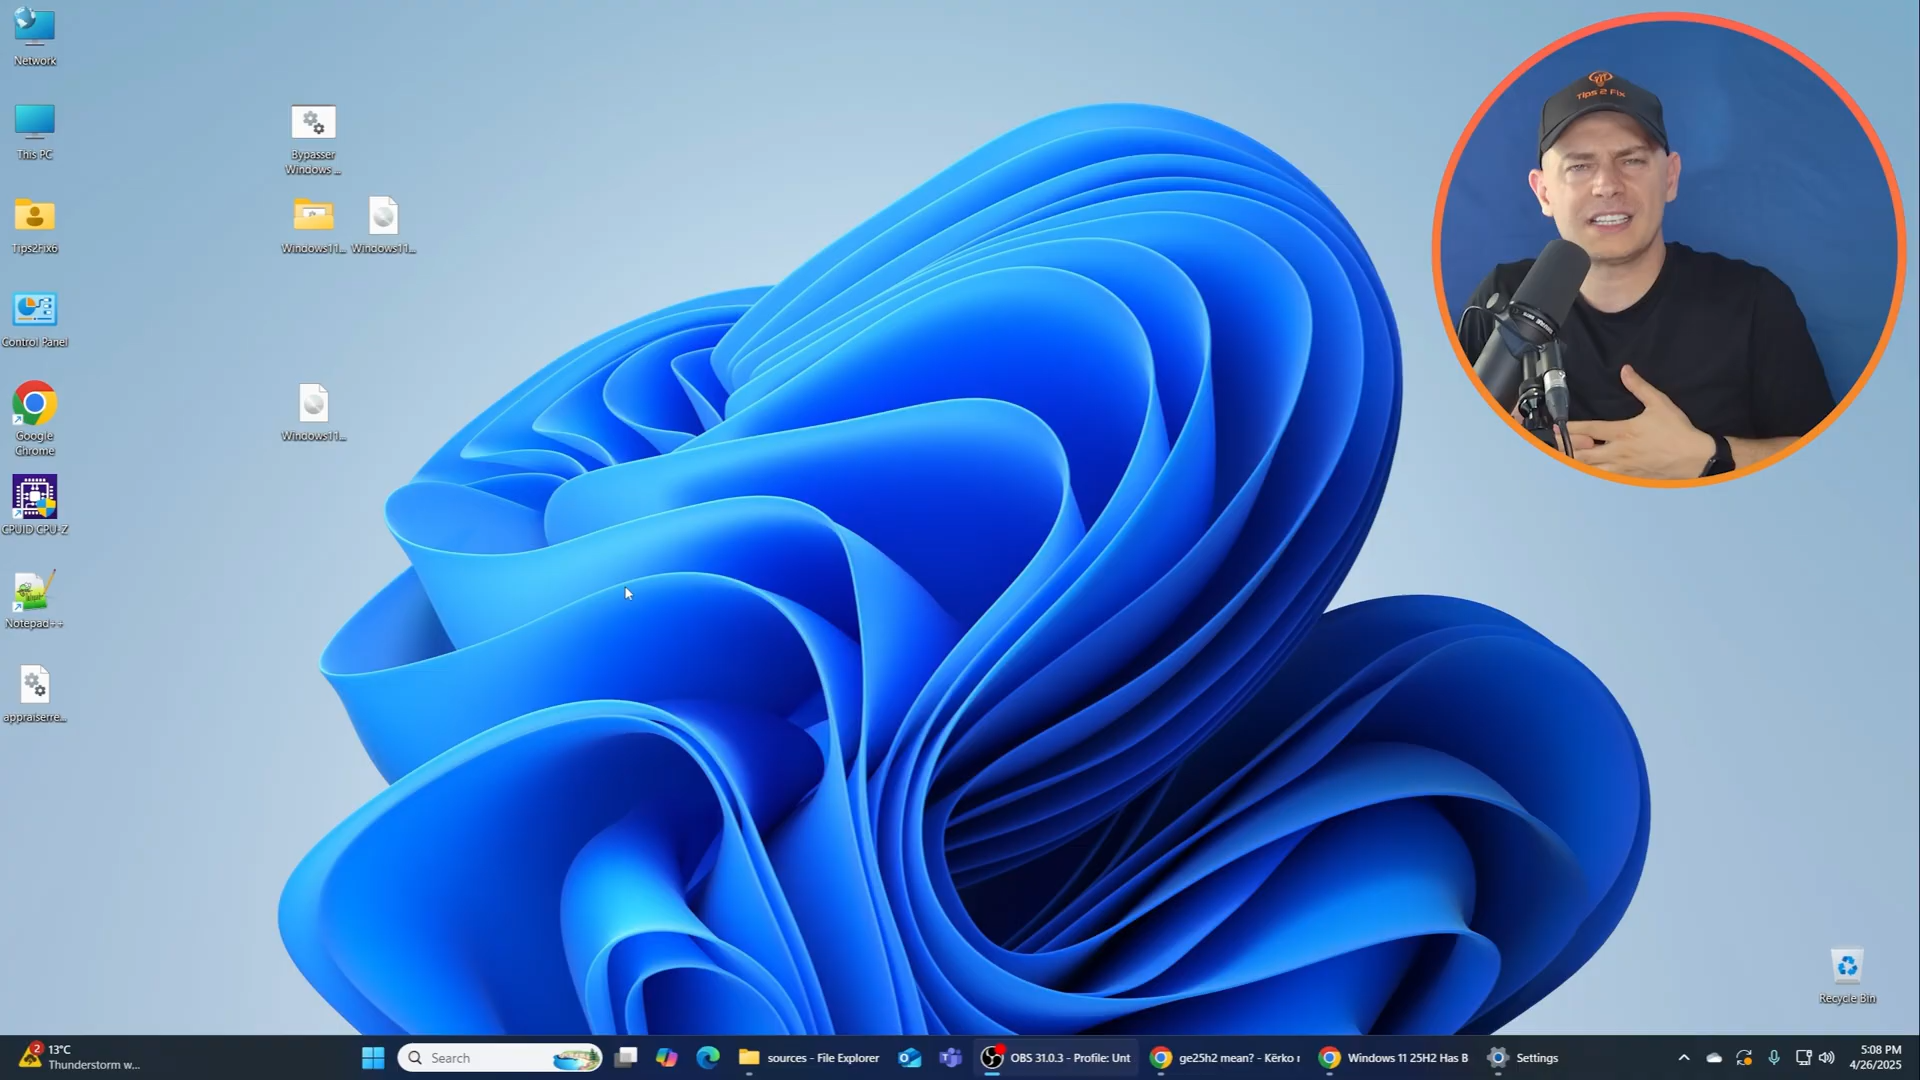 Network
This PC
Tips2Fix6
Control Panel
Google
Chrome
CPUID CPU-Z
Notepad++
appraiserre...
Bypasser
Windows ...
Windows11...
Windows11...
Windows11...
Tips 2 Fix
Recycle Bin
2
13°C
Thunderstorm w...
Search
sources - File Explorer
OBS 31.0.3 - Profile: Unt
ge25h2 mean? - Kërko r
Windows 11 25H2 Has B
Settings
5:08 PM
4/26/2025